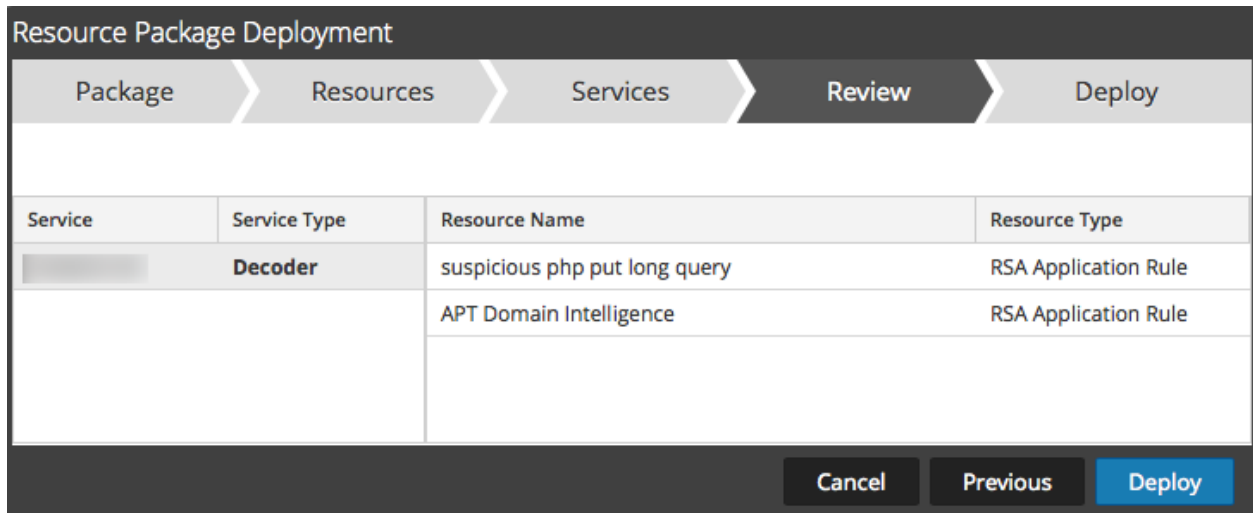 Resource Package Deployment
Package Resources Services Review Deploy
Service Service Type Resource Name Resource Type
Decoder suspicious php put long query RSA Application Rule
APT Domain Intelligence RSA Application Rule
Cancel Previous Deploy